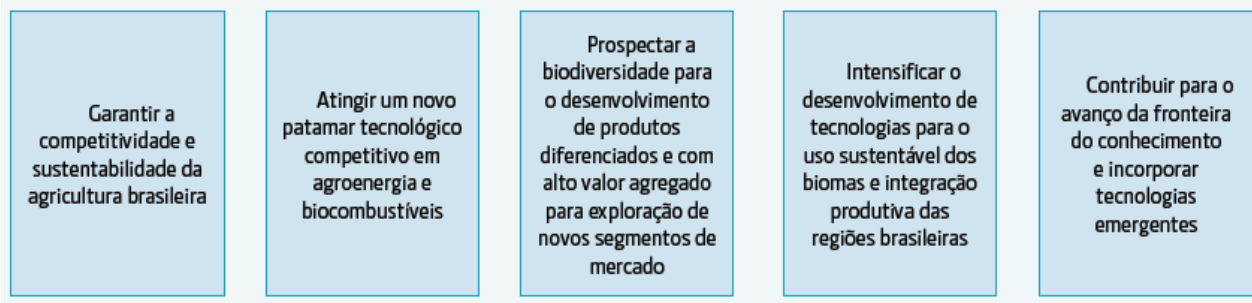 Garantir a
competitividade e
sustentabilidade da
agricultura brasileira
Atingir um novo
patamar tecnológico
competitivo em
agroenergia e
biocombustíveis
Prospectar a
biodiversidade para
o desenvolvimento
de produtos
diferenciados e com
alto valor agregado
para exploração de
novos segmentos de
mercado
Intensificar o
desenvolvimento de
tecnologias para o
uso sustentável dos
biomas e integração
produtiva das
regiões brasileiras
Contribuir para o
avanço da fronteira
do conhecimento
e incorporar
tecnologias
emergentes